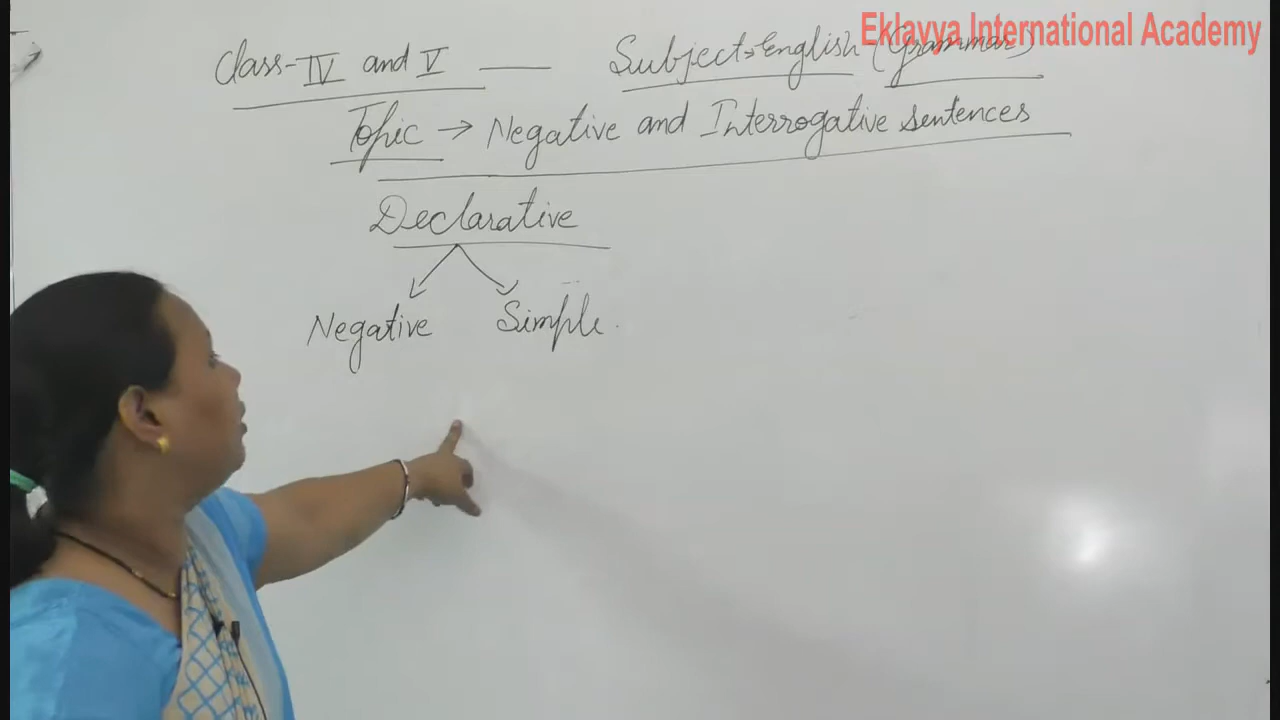 Eklavya International Academy
Class-IV and V — Subject-English (Grammar)
Topic → Negative and Interrogative sentences
Declarative
Negative Simple.